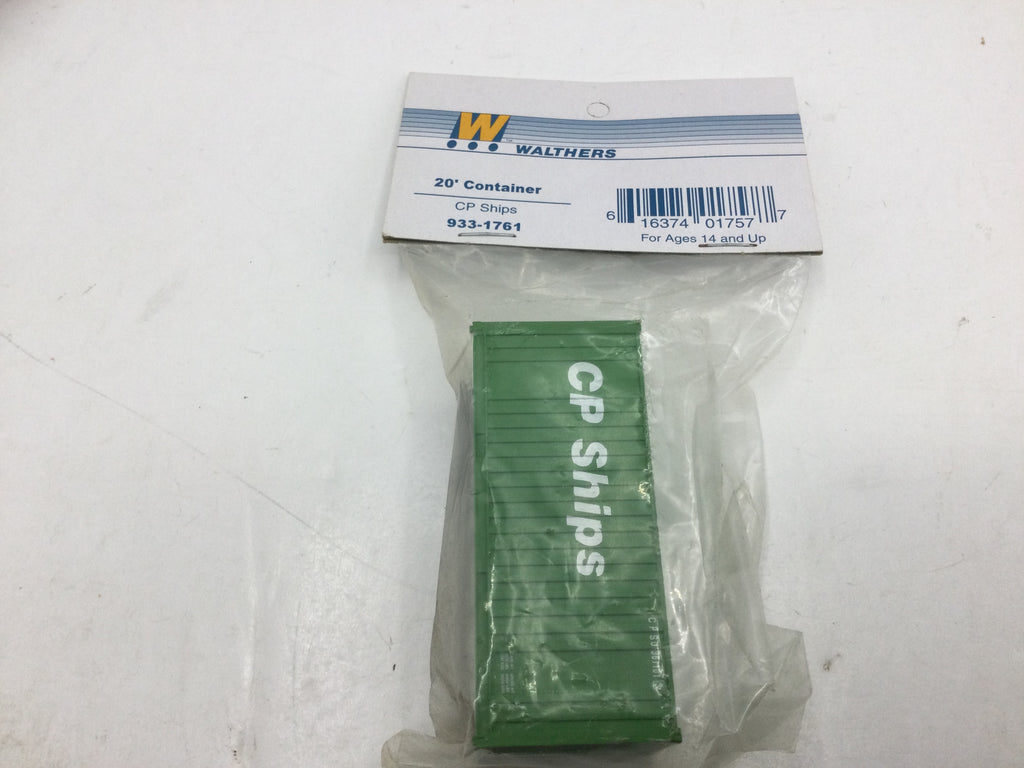 W
WALTHERS
20' Container
CP Ships
933-1761
6 16374 01757 7
For Ages 14 and Up
CP Ships